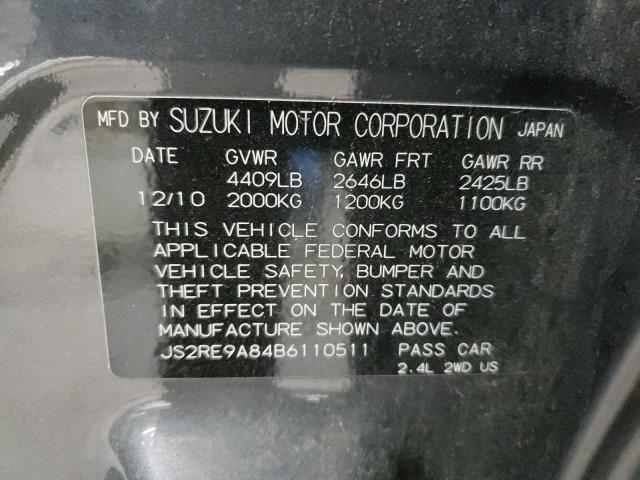 MFD BY SUZUKI MOTOR CORPORATION JAPAN
DATE GVWR GAWR FRT GAWR RR
4409LB 2646LB 2425LB
12/10 2000KG 1200KG 1100KG
THIS VEHICLE CONFORMS TO ALL
APPLICABLE FEDERAL MOTOR
VEHICLE SAFETY, BUMPER AND
THEFT PREVENTION STANDARDS
IN EFFECT ON THE DATE OF
MANUFACTURE SHOWN ABOVE.
JS2RE9A84B6110511 PASS CAR
2.4L 2WD US